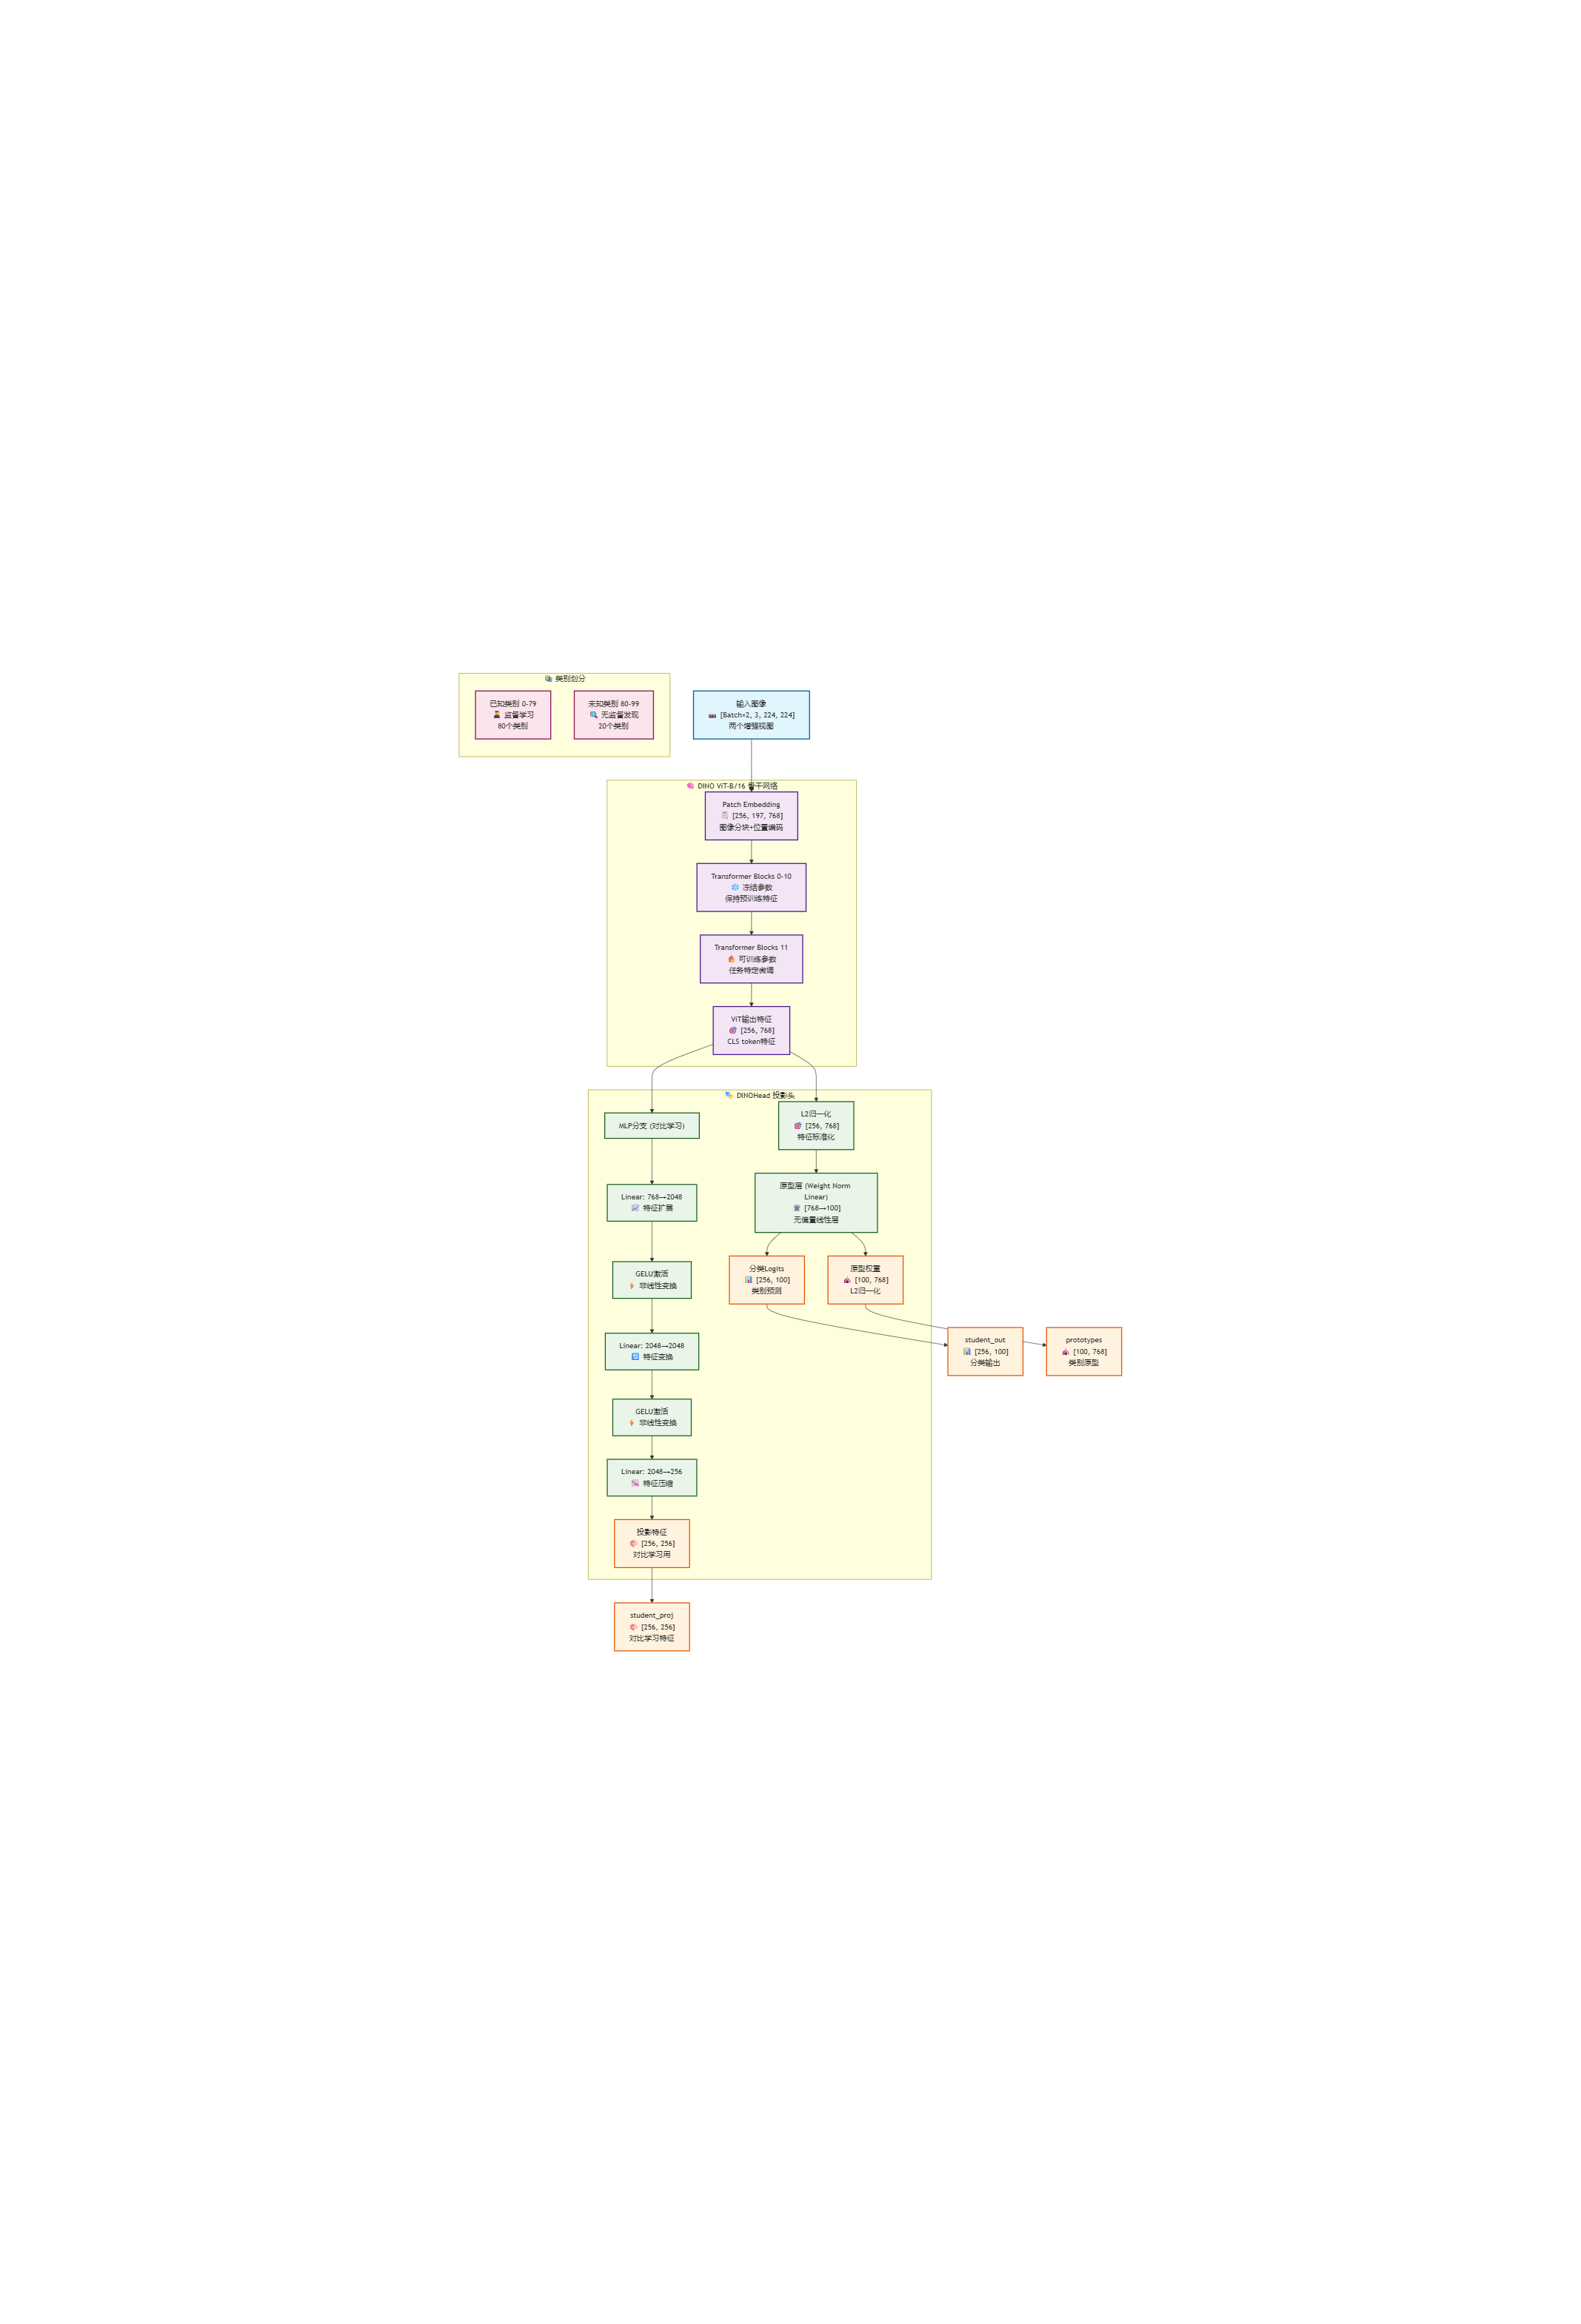 类别划分
已知类别 0-79
监督学习
80个类别
未知类别 80-99
无监督发现
20个类别
输入图像
[Batch×2, 3, 224, 224]
两个增强视图
DINO ViT-B/16 骨干网络
Patch Embedding
[256, 197, 768]
图像分块+位置编码
Transformer Blocks 0-10
冻结参数
保持预训练特征
Transformer Blocks 11
可训练参数
任务特定微调
ViT输出特征
[256, 768]
CLS token特征
DINOHead 投影头
MLP分支 (对比学习)
L2归一化
[256, 768]
特征标准化
Linear: 768→2048
特征扩展
原型层 (Weight Norm
Linear)
[768→100]
无偏置线性层
GELU激活
非线性变换
分类Logits
[256, 100]
类别预测
原型权重
[100, 768]
L2归一化
Linear: 2048→2048
特征变换
student_out
[256, 100]
分类输出
prototypes
[100, 768]
类别原型
GELU激活
非线性变换
Linear: 2048→256
特征压缩
投影特征
[256, 256]
对比学习用
student_proj
[256, 256]
对比学习特征